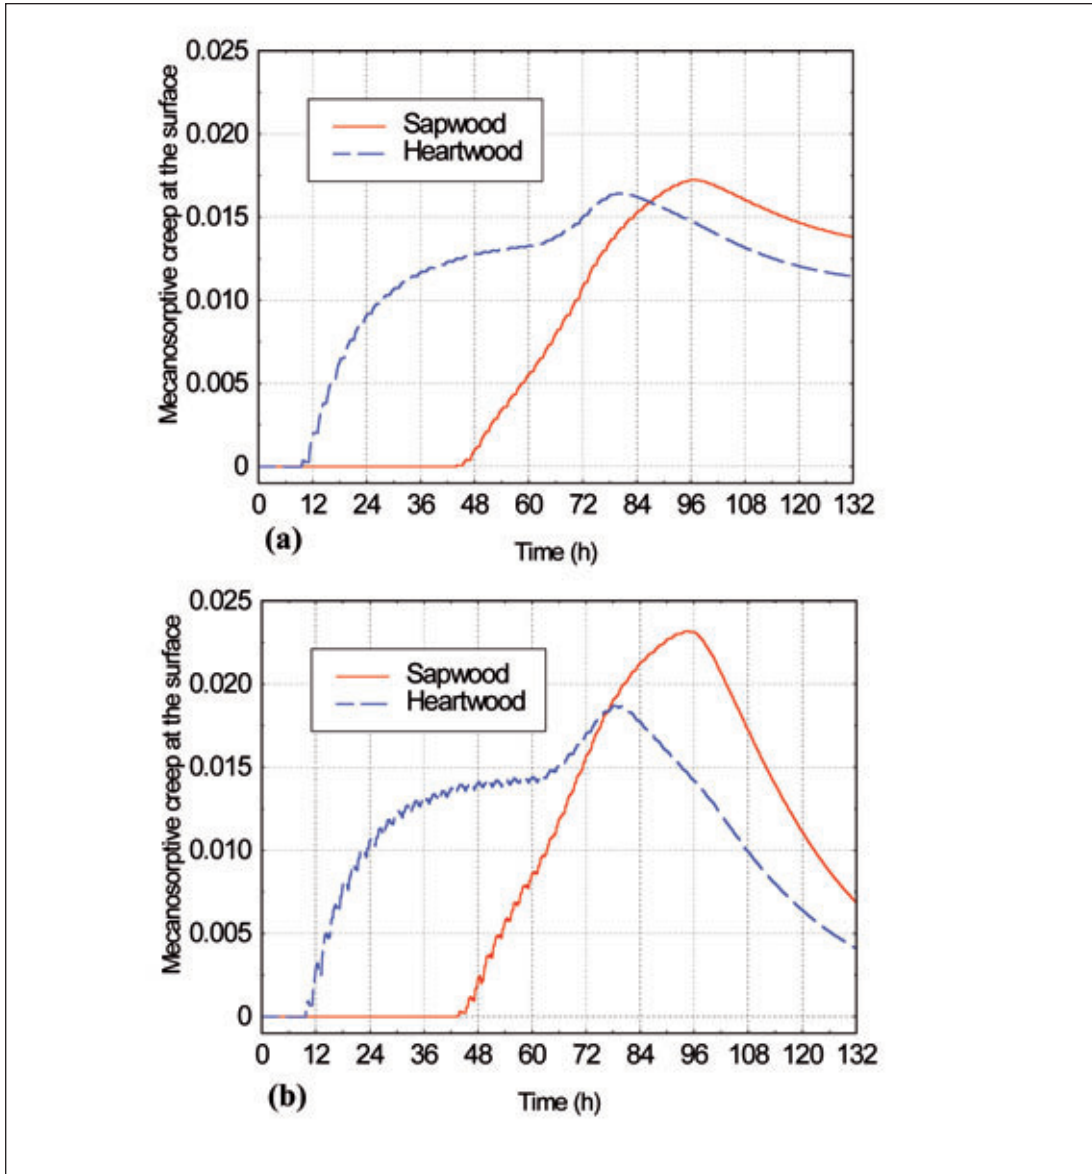 Mecanosorptive creep at the surface
0.025
0.020
0.015
0.010
0.005
0
Sapwood
Heartwood
0 12 24 36 48 60 72 84 96 108 120 132
(a)
Time (h)
Mecanosorptive creep at the surface
0.025
0.020
0.015
0.010
0.005
0
Sapwood
Heartwood
0 12 24 36 48 60 72 84 96 108 120 132
(b)
Time (h)